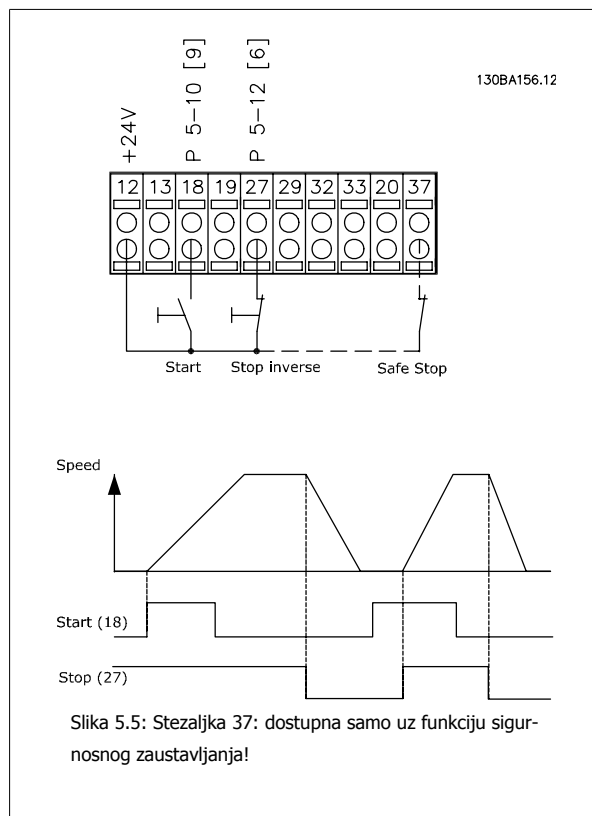 130BA156.12
+24V
P 5-10 [9]
P 5-12 [6]
12 13 18 19 27 29 32 33 20 37
Start Stop inverse Safe Stop
Speed
Start (18)
Stop (27)
Slika 5.5: Stezaljka 37: dostupna samo uz funkciju sigur-
nosnog zaustavljanja!